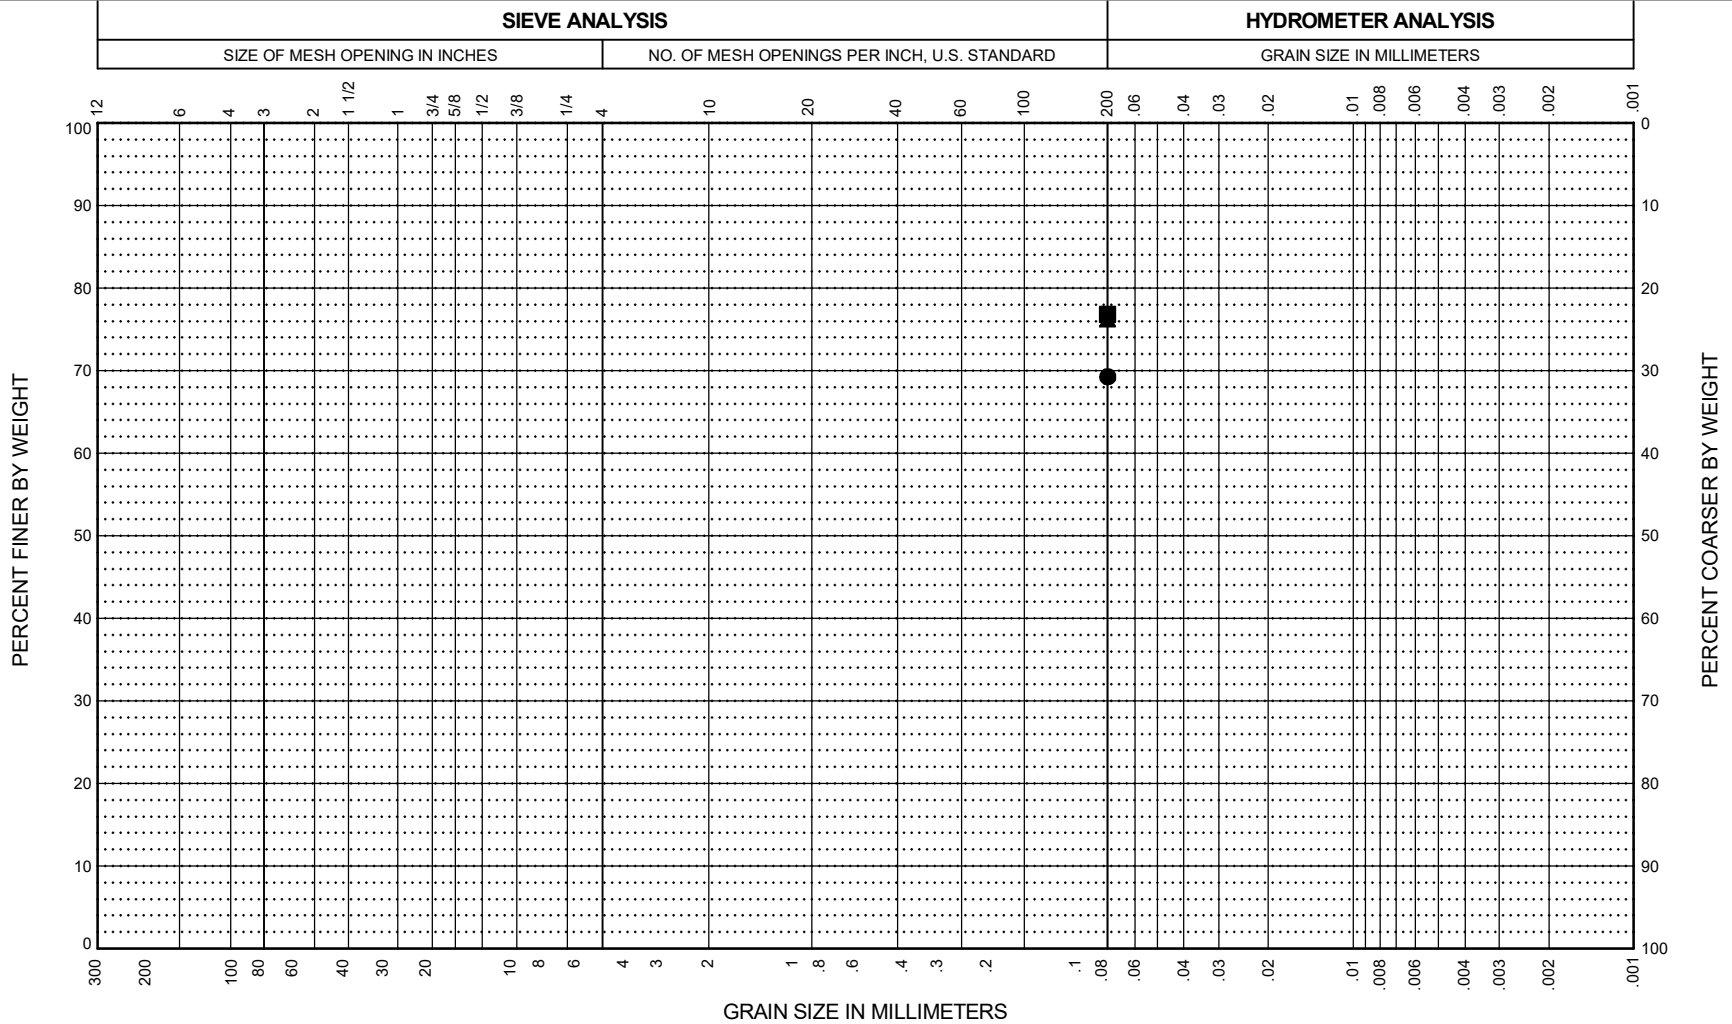 SIEVE ANALYSIS HYDROMETER ANALYSIS
SIZE OF MESH OPENING IN INCHES NO. OF MESH OPENINGS PER INCH, U.S. STANDARD GRAIN SIZE IN MILLIMETERS
12 6 4 3 2 1 1/2 1 3/4 5/8 1/2 3/8 1/4 4 10 20 40 60 100 200 .06 .04 .03 .02 .01 .008 .006 .004 .003 .002 .001
100 0
90 10
80 20
70 30
60 40
50 50
40 60
30 70
20 80
10 90
0 100
PERCENT FINER BY WEIGHT
PERCENT COARSER BY WEIGHT
300 200 100 80 60 40 30 20 10 8 6 4 3 2 1 .8 .6 .4 .3 .2 .1 .08 .06 .04 .03 .02 .01 .008 .006 .004 .003 .002 .001
GRAIN SIZE IN MILLIMETERS